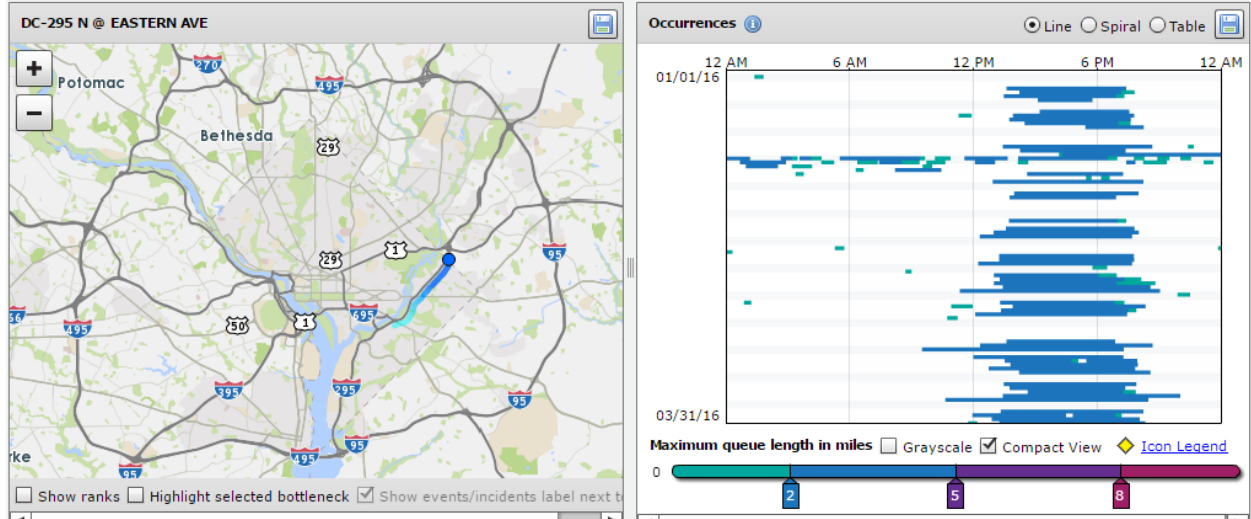 DC-295 N @ EASTERN AVE
+
−
Potomac
270
495
Bethesda
29
1
29
95
66
495
50
1
695
395
295
95
95
495
rke
95
Show ranks Highlight selected bottleneck Show events/incidents label next t
Occurrences
Line Spiral Table
12 AM 6 AM 12 PM 6 PM 12 AM
01/01/16
03/31/16
Maximum queue length in miles Grayscale Compact View Icon Legend
0
2 5 8